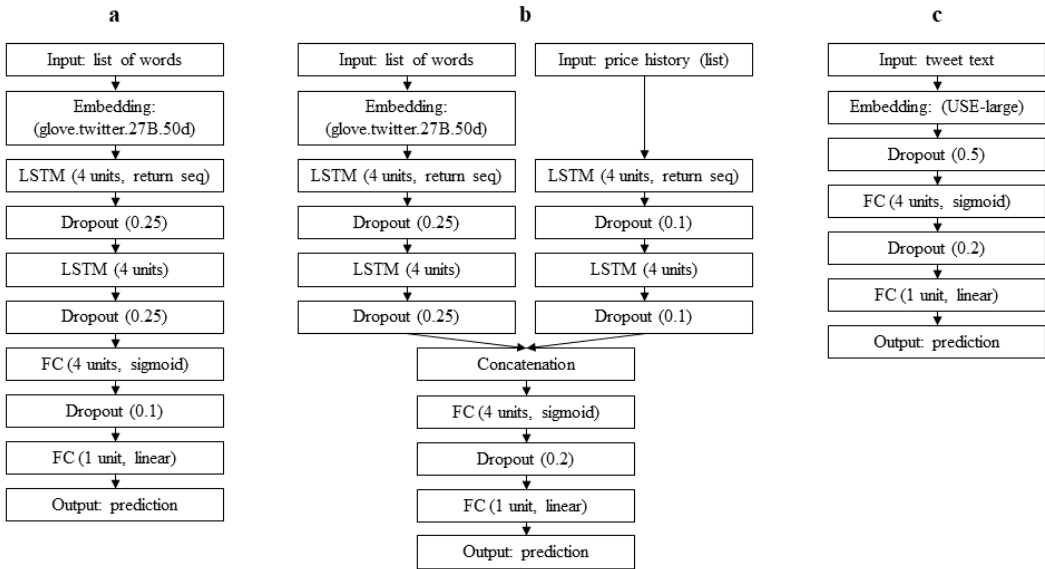 a
Input: list of words
Embedding:
(glove.twitter.27B.50d)
LSTM (4 units, return seq)
Dropout (0.25)
LSTM (4 units)
Dropout (0.25)
FC (4 units, sigmoid)
Dropout (0.1)
FC (1 unit, linear)
Output: prediction
b
Input: list of words
Embedding:
(glove.twitter.27B.50d)
LSTM (4 units, return seq)
Dropout (0.25)
LSTM (4 units)
Dropout (0.25)
Input: price history (list)
LSTM (4 units, return seq)
Dropout (0.1)
LSTM (4 units)
Dropout (0.1)
Concatenation
FC (4 units, sigmoid)
Dropout (0.2)
FC (1 unit, linear)
Output: prediction
c
Input: tweet text
Embedding: (USE-large)
Dropout (0.5)
FC (4 units, sigmoid)
Dropout (0.2)
FC (1 unit, linear)
Output: prediction